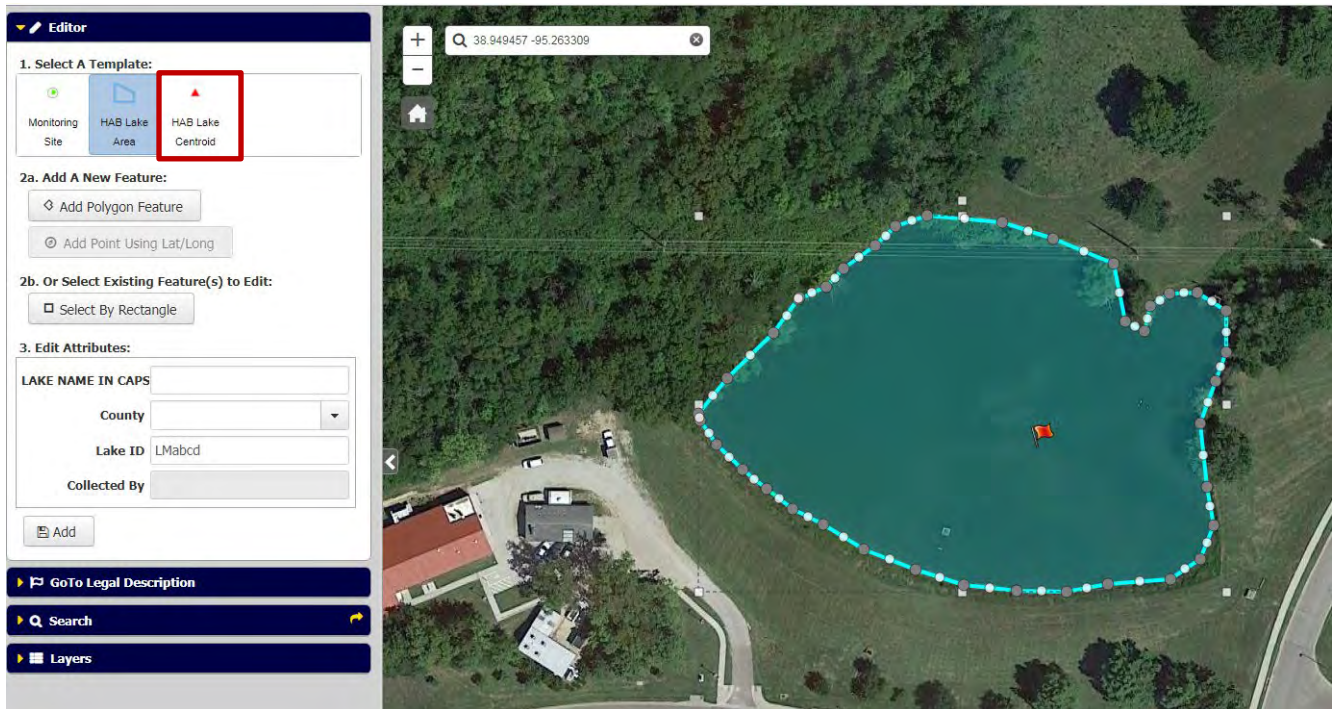 Editor
1. Select A Template:
Monitoring
Site
HAB Lake
Area
HAB Lake
Centroid
2a. Add A New Feature:
Add Polygon Feature
Add Point Using Lat/Long
2b. Or Select Existing Feature(s) to Edit:
Select By Rectangle
3. Edit Attributes:
LAKE NAME IN CAPS
County
Lake ID LMabcd
Collected By
Add
GoTo Legal Description
Search
Layers
+
38.949457 -95.263309
−